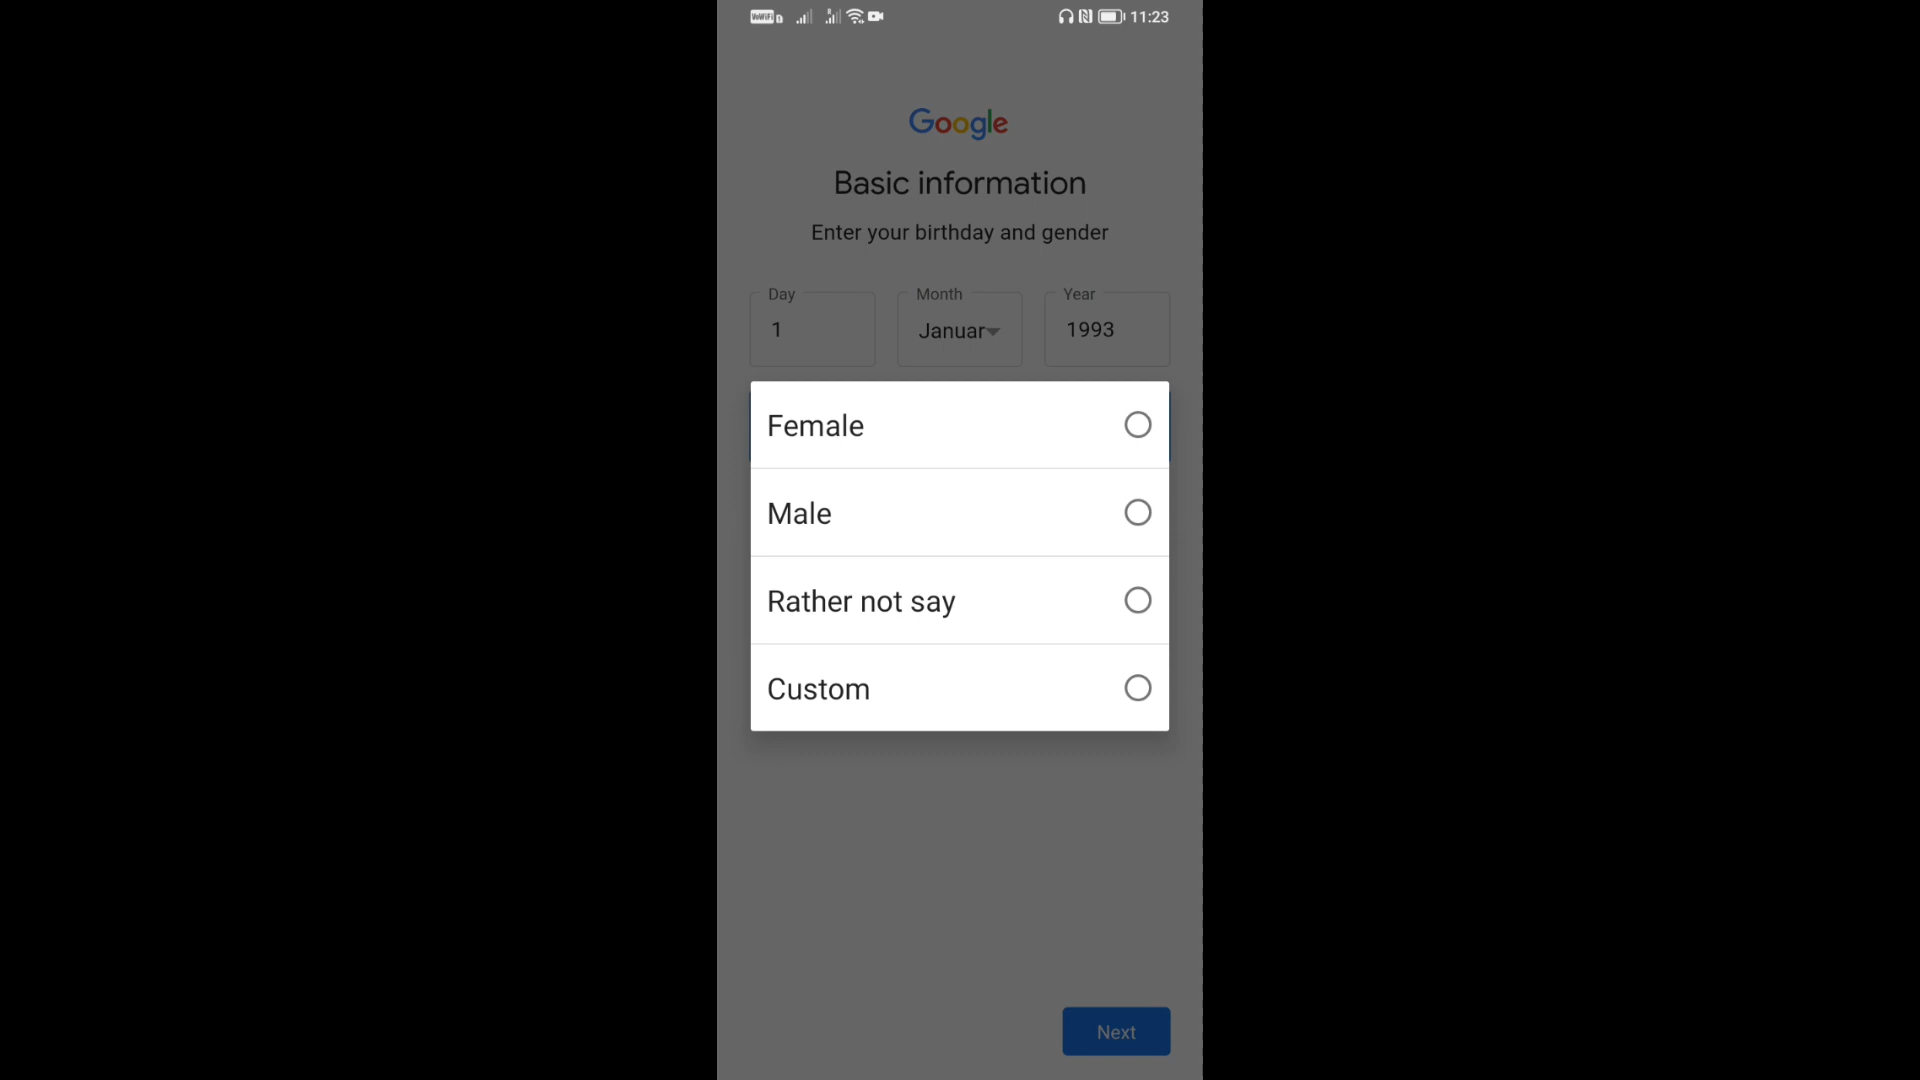 VoWiFi 11:23
Google
Basic information
Enter your birthday and gender
Day Month Year
1 Januar 1993
Female
Male
Rather not say
Custom
Next